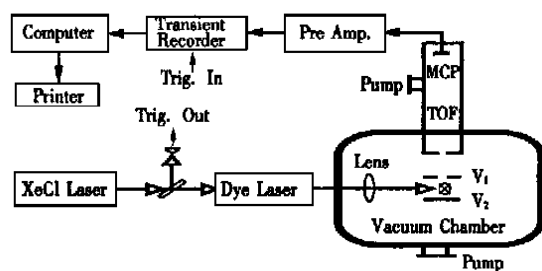 Computer
Transient
Recorder
Pre Amp.
MCP
Printer
Trig. In
Pump
TOF
Trig. Out
Lens
XeCl Laser
Dye Laser
V₁
V₂
Vacuum Chamber
Pump